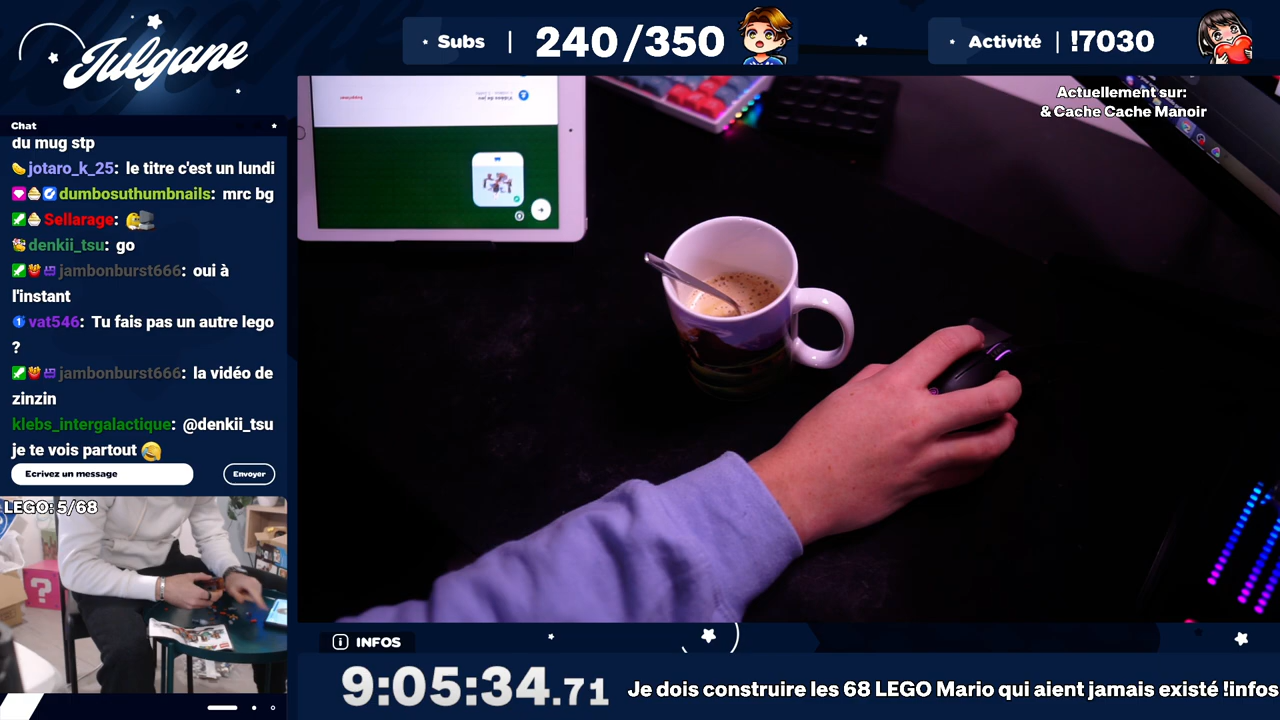 Julgane
Subs | 240/350
Activité | !7030
Actuellement sur:
& Cache Cache Manoir
Chat
du mug stp
jotaro_k_25: le titre c'est un lundi
dumbosuthumbnails: mrc bg
Sellarage:
denkii_tsu: go
jambonburst666: oui à
l'instant
vat546: Tu fais pas un autre lego
?
jambonburst666: la vidéo de
zinzin
klebs_intergalactique: @denkii_tsu
je te vois partout
Ecrivez un message
Envoyer
LEGO: 5/68
INFOS
9:05:34.71
Je dois construire les 68 LEGO Mario qui aient jamais existé !infos